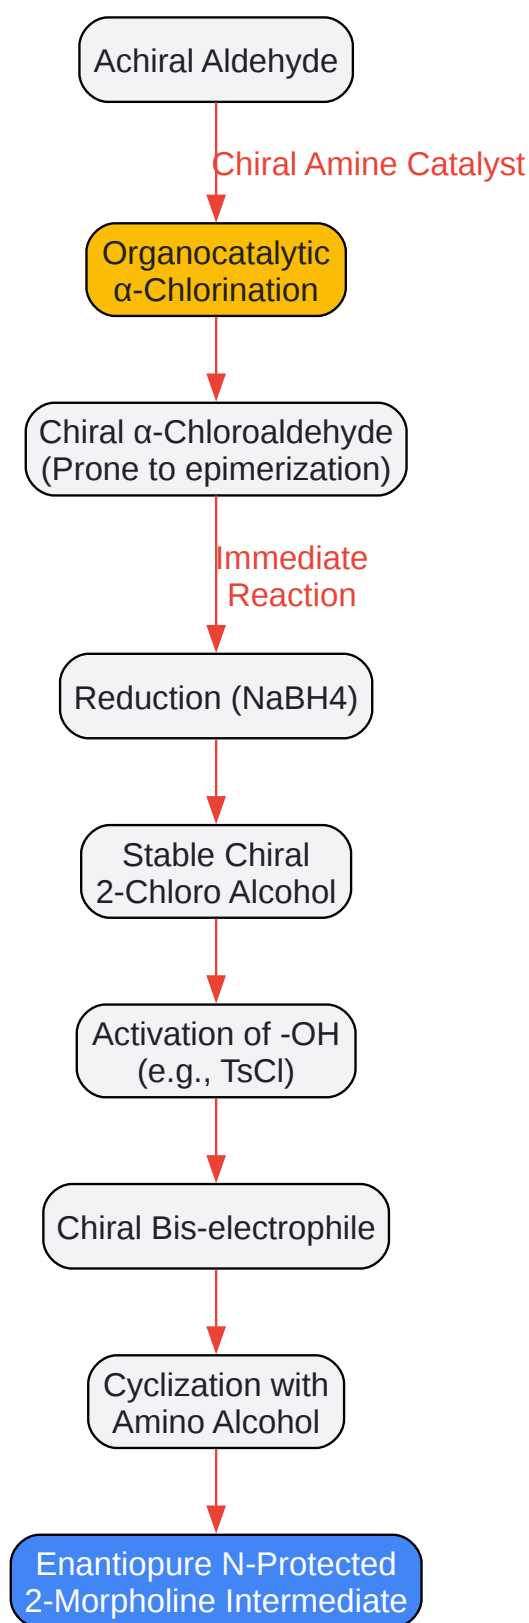 Achiral Aldehyde
Chiral Amine Catalyst
Organocatalytic
α-Chlorination
Chiral α-Chloroaldehyde
(Prone to epimerization)
Immediate
Reaction
Reduction (NaBH4)
Stable Chiral
2-Chloro Alcohol
Activation of -OH
(e.g., TsCl)
Chiral Bis-electrophile
Cyclization with
Amino Alcohol
Enantiopure N-Protected
2-Morpholine Intermediate